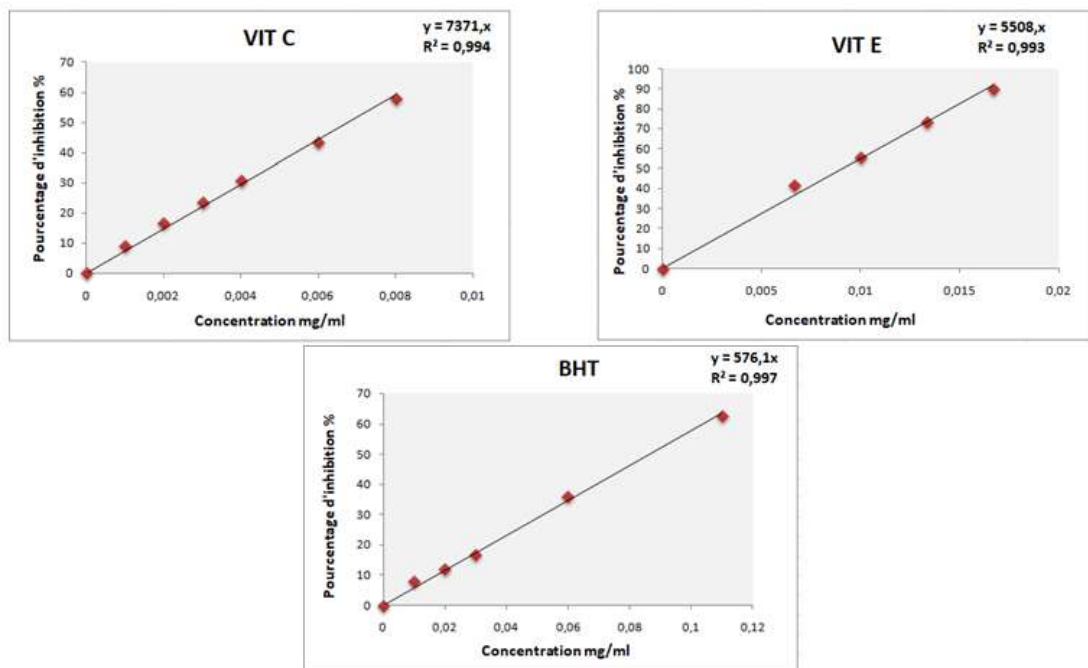 VIT C
y = 7371,x
R² = 0,994
Pourcentage d'inhibition %
70
60
50
40
30
20
10
0
0 0,002 0,004 0,006 0,008 0,01
Concentration mg/ml
VIT E
y = 5508,x
R² = 0,993
Pourcentage d'inhibition %
100
90
80
70
60
50
40
30
20
10
0
0 0,005 0,01 0,015 0,02
Concentration mg/ml
BHT
y = 576,1x
R² = 0,997
Pourcentage d'inhibition %
70
60
50
40
30
20
10
0
0 0,02 0,04 0,06 0,08 0,1 0,12
Concentration mg/ml